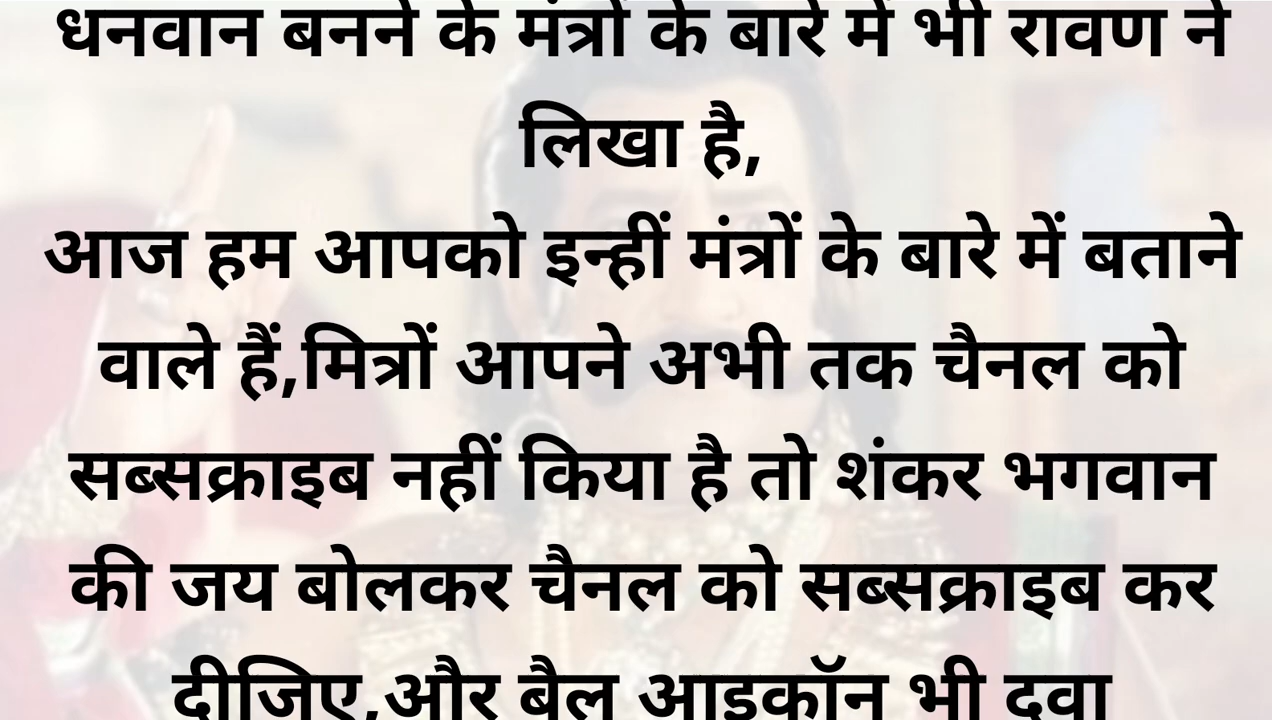 धनवान बनने के मंत्रों के बारे में भी रावण ने
लिखा है,
आज हम आपको इन्हीं मंत्रों के बारे में बताने
वाले हैं,मित्रों आपने अभी तक चैनल को
सब्सक्राइब नहीं किया है तो शंकर भगवान
की जय बोलकर चैनल को सब्सक्राइब कर
दीजिए,और बैल आइकॉन भी दवा